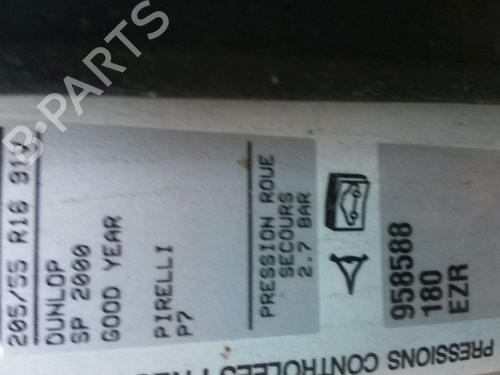 205/55 R16 91V
DUNLOP
SP 2000
GOOD YEAR
PIRELLI
P7
PRESSION ROUE
SECOURS
2.7 BAR
958588
180
EZR
PRESSIONS CONTROLEES
B-PARTS